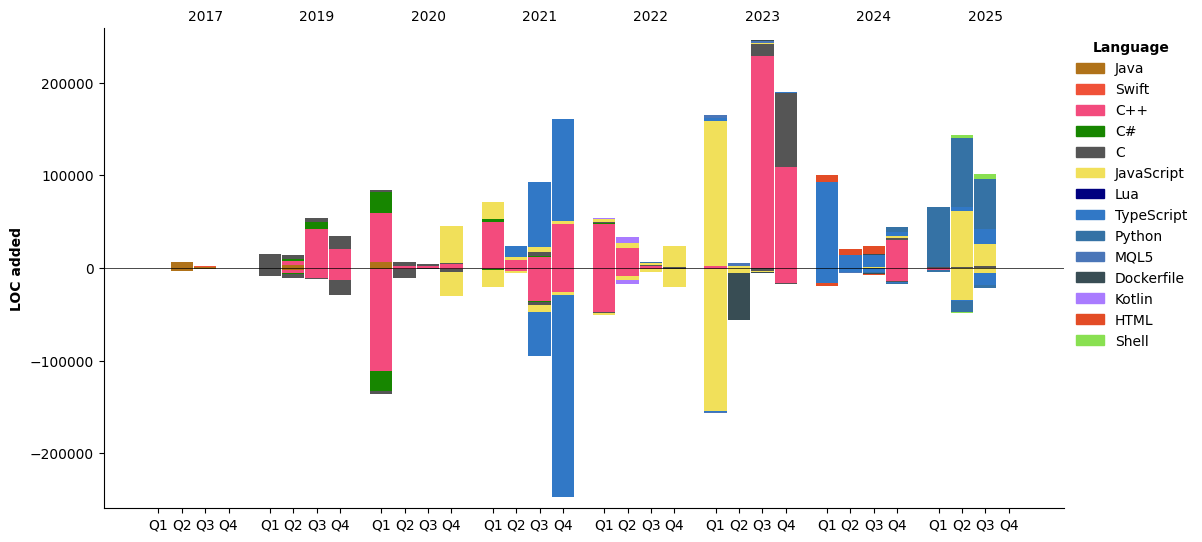 2017 2019 2020 2021 2022 2023 2024 2025
LOC added
200000
100000
0
−100000
−200000
Q1 Q2 Q3 Q4 Q1 Q2 Q3 Q4 Q1 Q2 Q3 Q4 Q1 Q2 Q3 Q4 Q1 Q2 Q3 Q4 Q1 Q2 Q3 Q4 Q1 Q2 Q3 Q4 Q1 Q2 Q3 Q4
Language
Java
Swift
C++
C#
C
JavaScript
Lua
TypeScript
Python
MQL5
Dockerfile
Kotlin
HTML
Shell